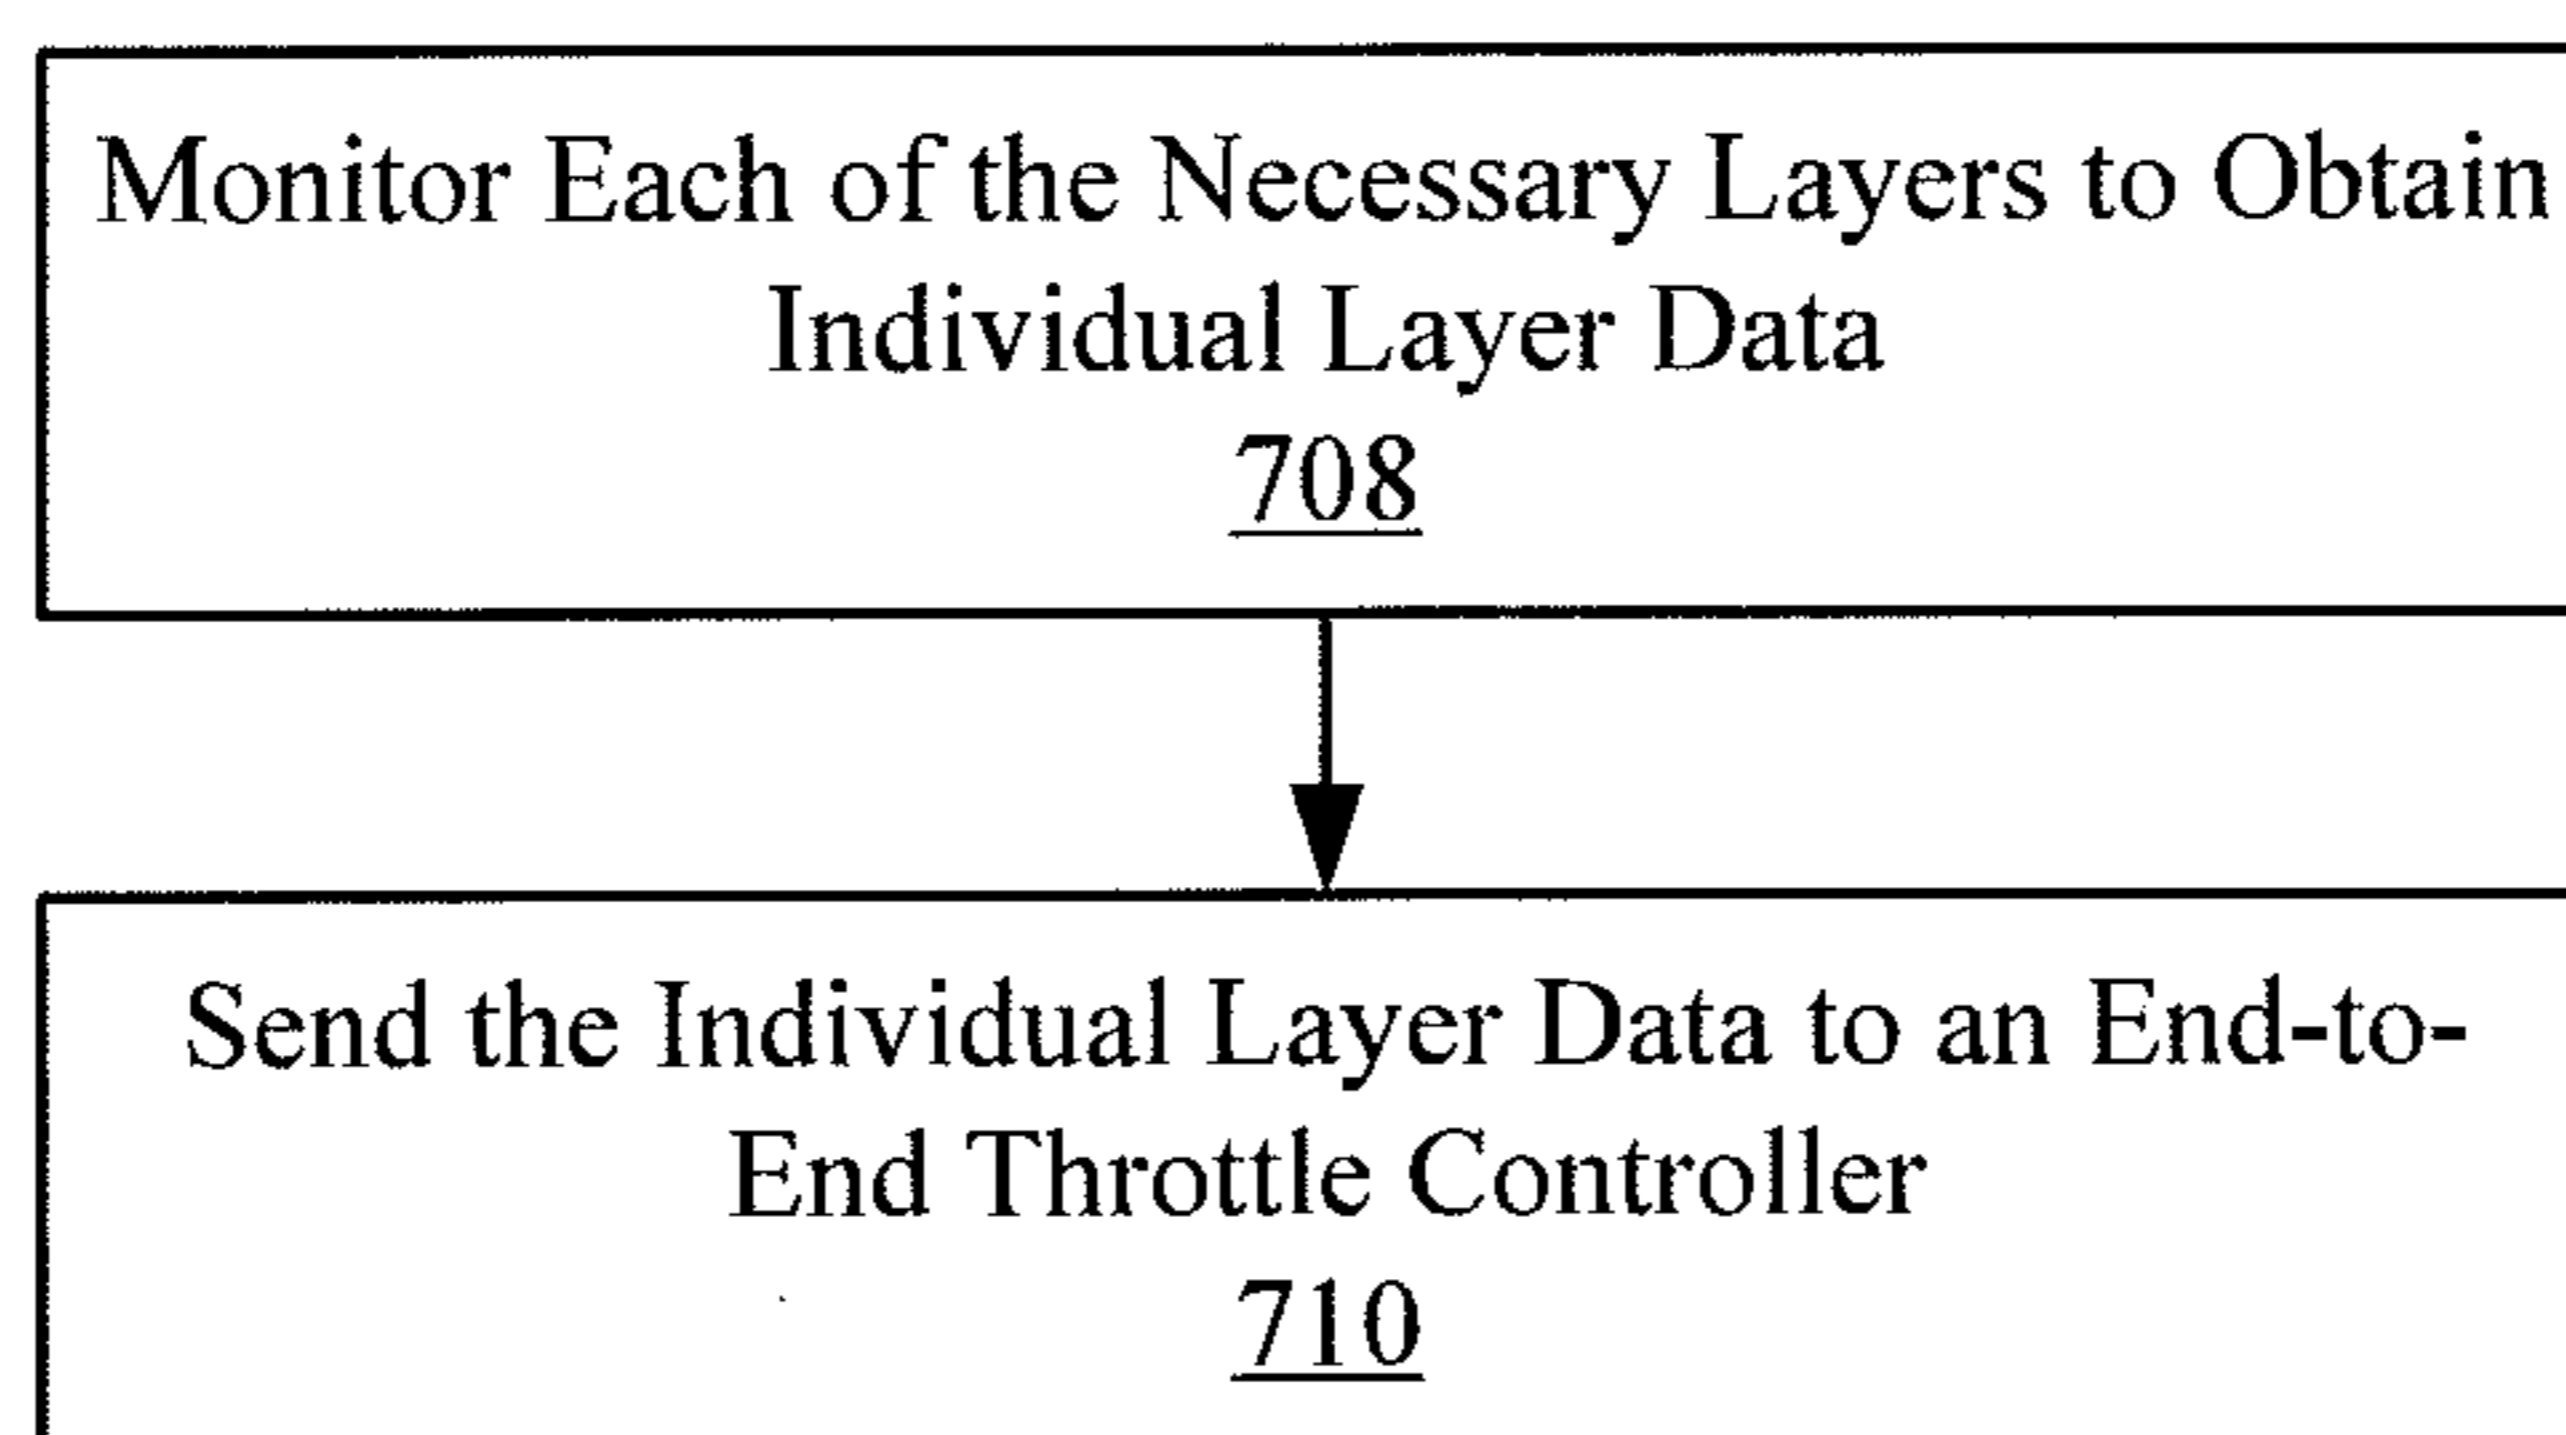 Monitor Each of the Necessary Layers to Obtain
Individual Layer Data
708
Send the Individual Layer Data to an End-to-
End Throttle Controller
710